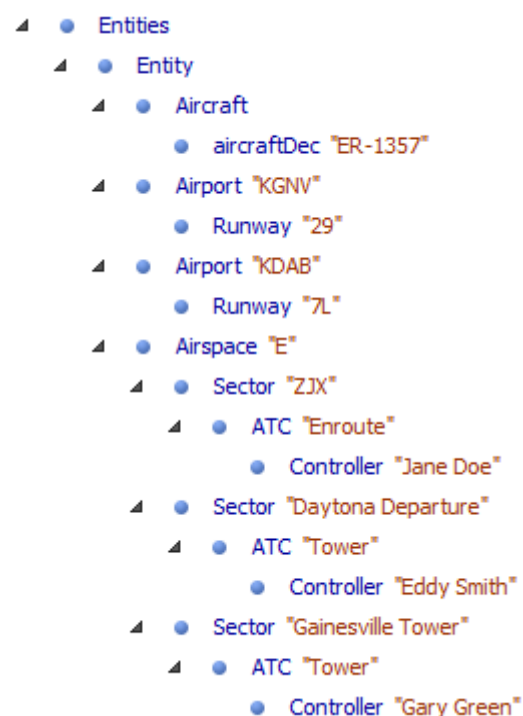 Entities
Entity
Aircraft
aircraftDec "ER-1357"
Airport "KGNV"
Runway "29"
Airport "KDAB"
Runway "7L"
Airspace "E"
Sector "ZJX"
ATC "Enroute"
Controller "Jane Doe"
Sector "Daytona Departure"
ATC "Tower"
Controller "Eddy Smith"
Sector "Gainesville Tower"
ATC "Tower"
Controller "Gary Green"